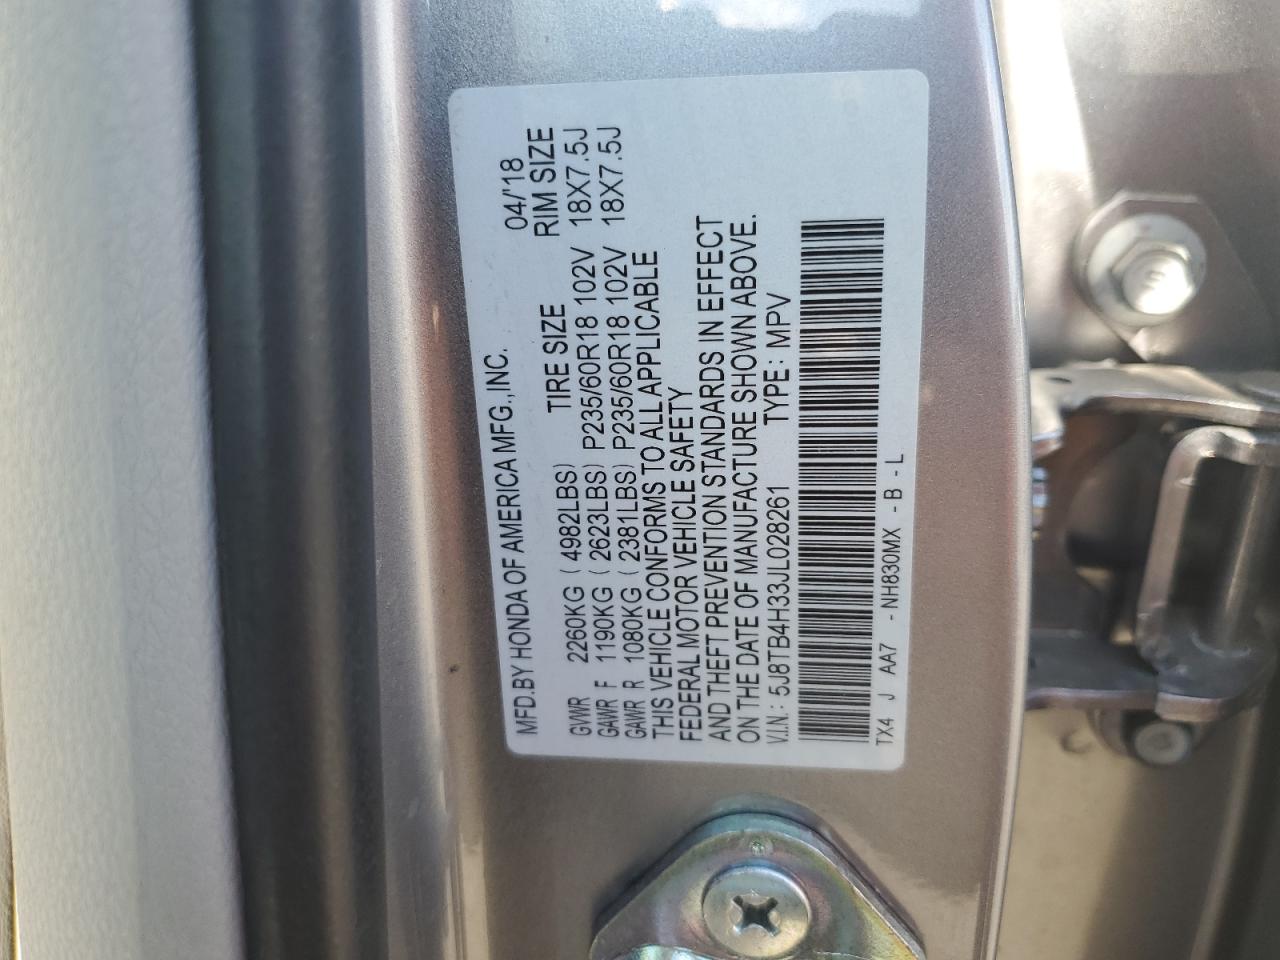 MFD.BY HONDA OF AMERICA MFG.,INC. 04/'18
TIRE SIZE RIM SIZE
GVWR 2260KG ( 4982LBS)
GAWR F 1190KG ( 2623LBS) P235/60R18 102V 18X7.5J
GAWR R 1080KG ( 2381LBS) P235/60R18 102V 18X7.5J
THIS VEHICLE CONFORMS TO ALL APPLICABLE
FEDERAL MOTOR VEHICLE SAFETY
AND THEFT PREVENTION STANDARDS IN EFFECT
ON THE DATE OF MANUFACTURE SHOWN ABOVE.
V.I.N.: 5J8TB4H33JL028261 TYPE: MPV
TX4 J AA7 -NH830MX -B -L